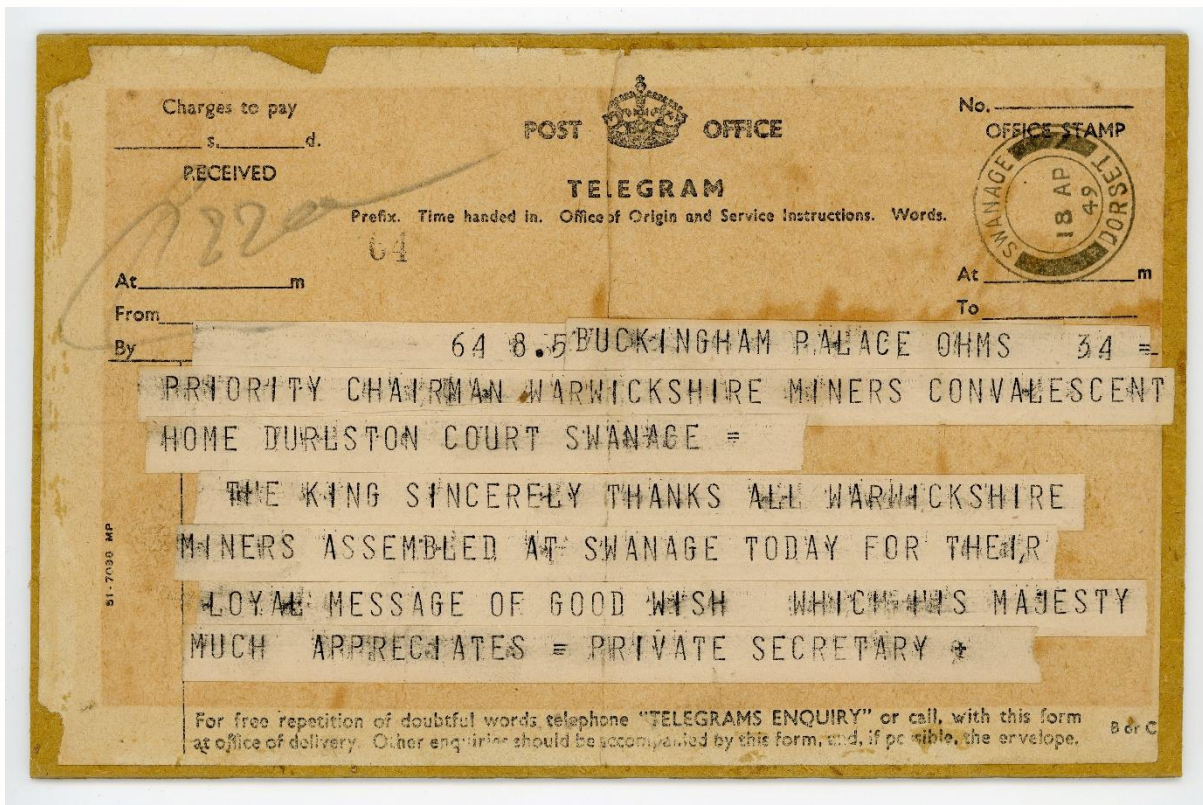 Charges to pay
s. d.
RECEIVED
POST OFFICE
TELEGRAM
Prefix. Time handed in. Office of Origin and Service Instructions. Words.
64
No.
OFFICE STAMP
SWANAGE DORSET
18 AP
49
At m
From
By
At m
To
64 8.5 BUCKINGHAM PALACE OHMS 34 =
PRIORITY CHAIRMAN WARWICKSHIRE MINERS CONVALESCENT
HOME DURLSTON COURT SWANAGE =
THE KING SINCERELY THANKS ALL WARWICKSHIRE
MINERS ASSEMBLED AT SWANAGE TODAY FOR THEIR
LOYAL MESSAGE OF GOOD WISH WHICH HIS MAJESTY
MUCH APPRECIATES = PRIVATE SECRETARY +
51-7090 MP
For free repetition of doubtful words telephone "TELEGRAMS ENQUIRY" or call, with this form
at office of delivery. Other enquiries should be accompanied by this form, and, if possible, the envelope.
B or C